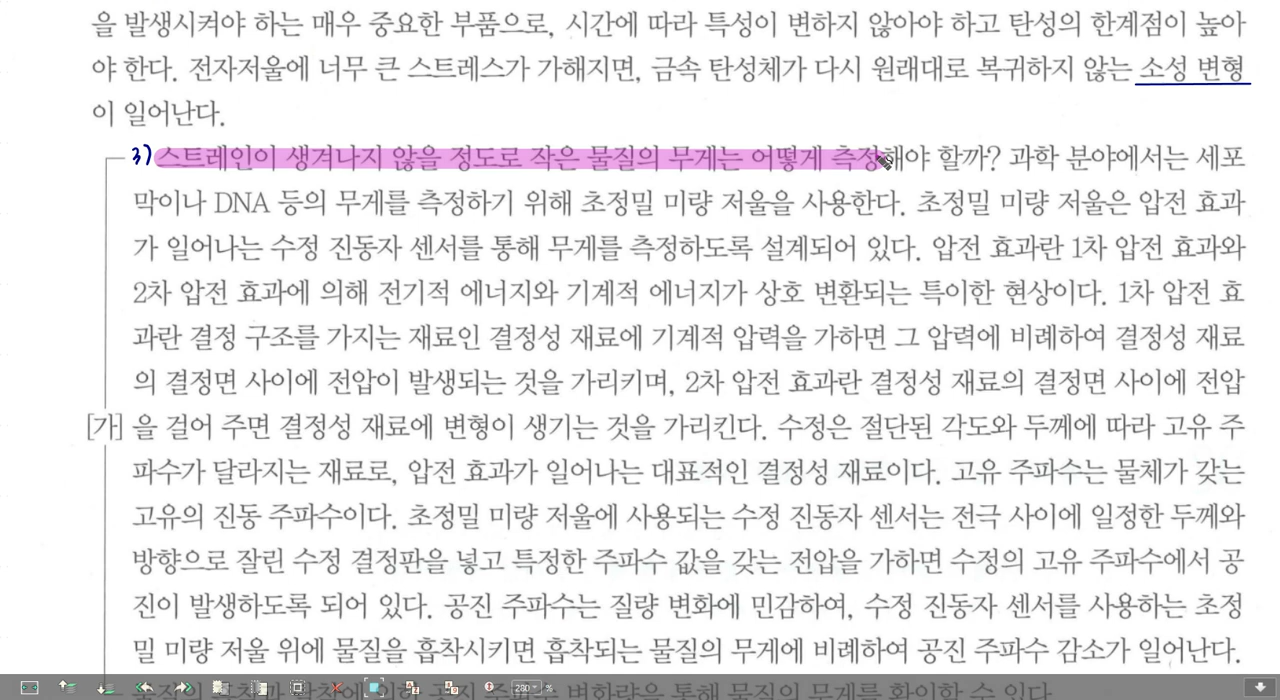 을 발생시켜야 하는 매우 중요한 부품으로, 시간에 따라 특성이 변하지 않아야 하고 탄성의 한계점이 높아
야 한다. 전자저울에 너무 큰 스트레스가 가해지면, 금속 탄성체가 다시 원래대로 복귀하지 않는 소성 변형
이 일어난다.
3) 스트레인이 생겨나지 않을 정도로 작은 물질의 무게는 어떻게 측정해야 할까? 과학 분야에서는 세포
막이나 DNA 등의 무게를 측정하기 위해 초정밀 미량 저울을 사용한다. 초정밀 미량 저울은 압전 효과
가 일어나는 수정 진동자 센서를 통해 무게를 측정하도록 설계되어 있다. 압전 효과란 1차 압전 효과와
2차 압전 효과에 의해 전기적 에너지와 기계적 에너지가 상호 변환되는 특이한 현상이다. 1차 압전 효
과란 결정 구조를 가지는 재료인 결정성 재료에 기계적 압력을 가하면 그 압력에 비례하여 결정성 재료
의 결정면 사이에 전압이 발생되는 것을 가리키며, 2차 압전 효과란 결정성 재료의 결정면 사이에 전압
[가] 을 걸어 주면 결정성 재료에 변형이 생기는 것을 가리킨다. 수정은 절단된 각도와 두께에 따라 고유 주
파수가 달라지는 재료로, 압전 효과가 일어나는 대표적인 결정성 재료이다. 고유 주파수는 물체가 갖는
고유의 진동 주파수이다. 초정밀 미량 저울에 사용되는 수정 진동자 센서는 전극 사이에 일정한 두께와
방향으로 잘린 수정 결정판을 넣고 특정한 주파수 값을 갖는 전압을 가하면 수정의 고유 주파수에서 공
진이 발생하도록 되어 있다. 공진 주파수는 질량 변화에 민감하여, 수정 진동자 센서를 사용하는 초정
밀 미량 저울 위에 물질을 흡착시키면 흡착되는 물질의 무게에 비례하여 공진 주파수 감소가 일어난다.
280 %
통해 물질의 무게를 확인할 수 있다.